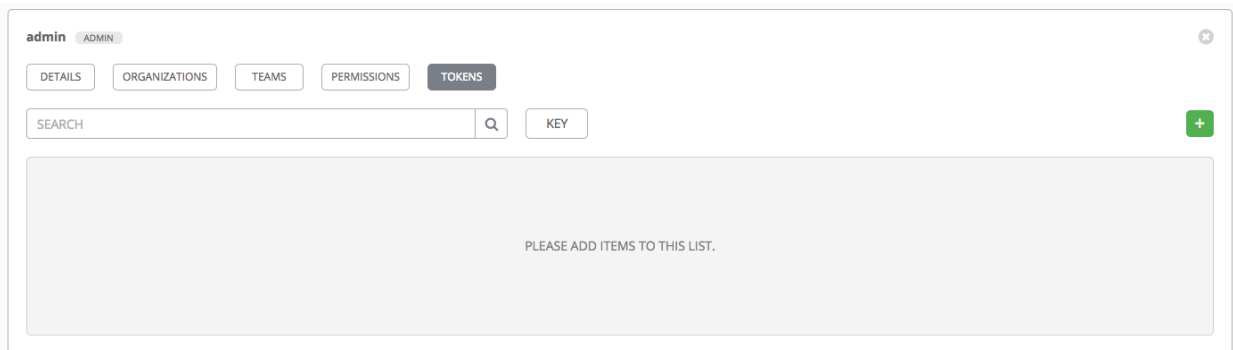 admin ADMIN
DETAILS ORGANIZATIONS TEAMS PERMISSIONS TOKENS
SEARCH KEY +
PLEASE ADD ITEMS TO THIS LIST.